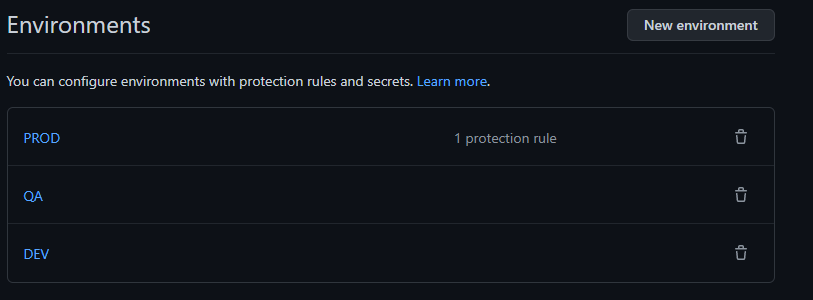 Environments
New environment
You can configure environments with protection rules and secrets. Learn more.
PROD
1 protection rule
QA
DEV